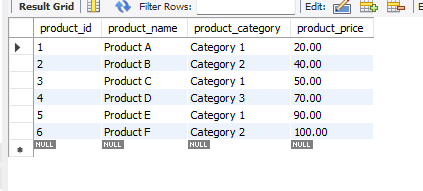 Result Grid Filter Rows: Edit:
product_id product_name product_category product_price
1 Product A Category 1 20.00
2 Product B Category 2 40.00
3 Product C Category 1 50.00
4 Product D Category 3 70.00
5 Product E Category 1 90.00
6 Product F Category 2 100.00
NULL NULL NULL NULL